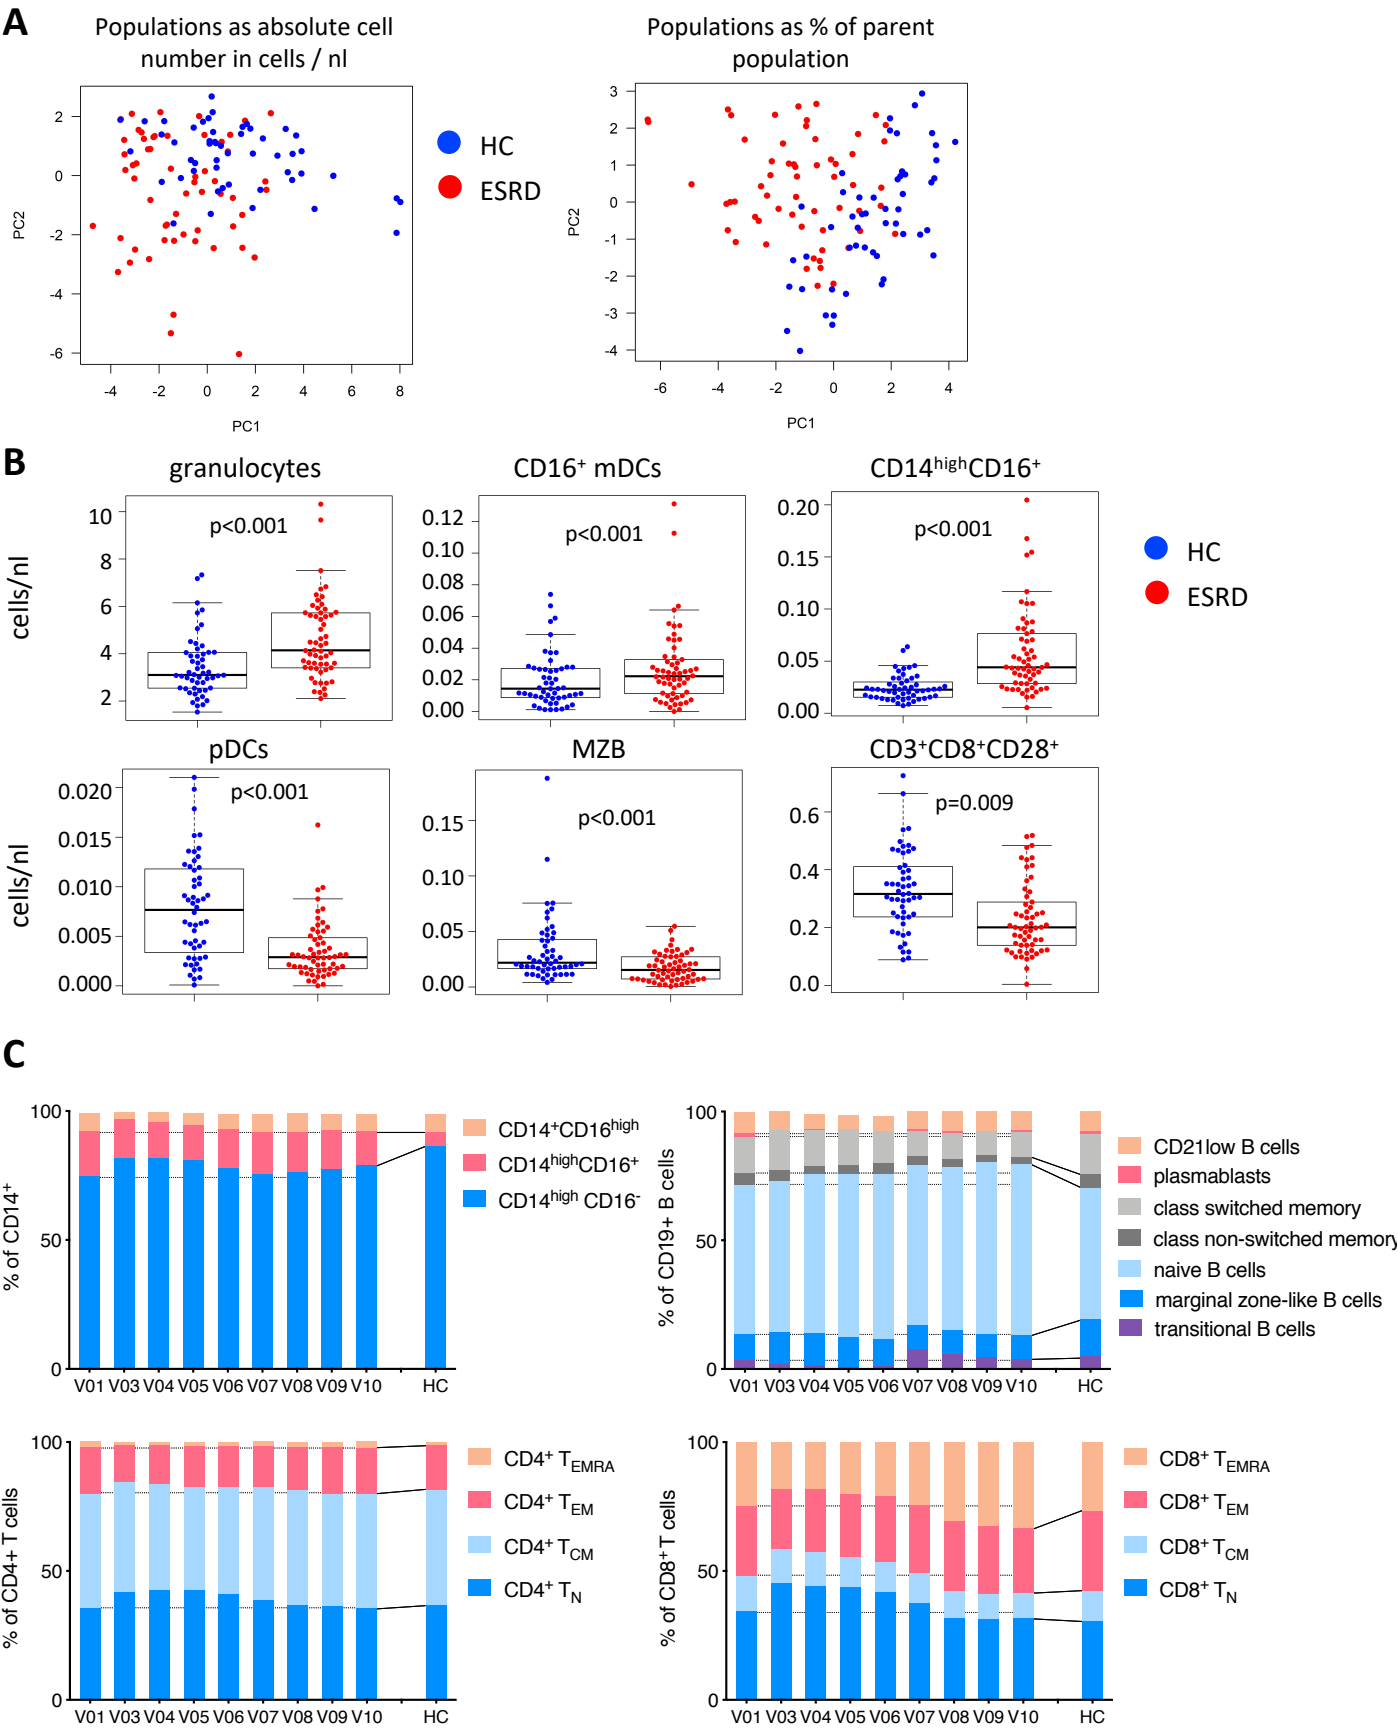 A
Populations as absolute cell
number in cells / nl
Populations as % of parent
population
2
0
-2
-4
-6
PC2
-4 -2 0 2 4 6 8
PC1
HC
ESRD
3
2
1
0
-1
-2
-3
-4
PC2
-6 -4 -2 0 2 4
PC1
B
granulocytes
CD16+ mDCs
CD14highCD16+
cells/nl
10
8
6
4
2
p<0.001
0.12
0.10
0.08
0.06
0.04
0.02
0.00
p<0.001
0.20
0.15
0.10
0.05
0.00
p<0.001
HC
ESRD
pDCs
MZB
CD3+CD8+CD28+
cells/nl
0.020
0.015
0.010
0.005
0.000
p<0.001
0.15
0.10
0.05
0.00
p<0.001
0.6
0.4
0.2
0.0
p=0.009
C
% of CD14+
100
50
0
V01 V03 V04 V05 V06 V07 V08 V09 V10 HC
CD14+CD16high
CD14highCD16+
CD14high CD16-
% of CD19+ B cells
100
50
0
V01 V03 V04 V05 V06 V07 V08 V09 V10 HC
CD21low B cells
plasmablasts
class switched memory
class non-switched memory
naive B cells
marginal zone-like B cells
transitional B cells
% of CD4+ T cells
100
50
0
V01 V03 V04 V05 V06 V07 V08 V09 V10 HC
CD4+ TEMRA
CD4+ TEM
CD4+ TCM
CD4+ TN
% of CD8+T cells
100
50
0
V01 V03 V04 V05 V06 V07 V08 V09 V10 HC
CD8+ TEMRA
CD8+ TEM
CD8+ TCM
CD8+ TN